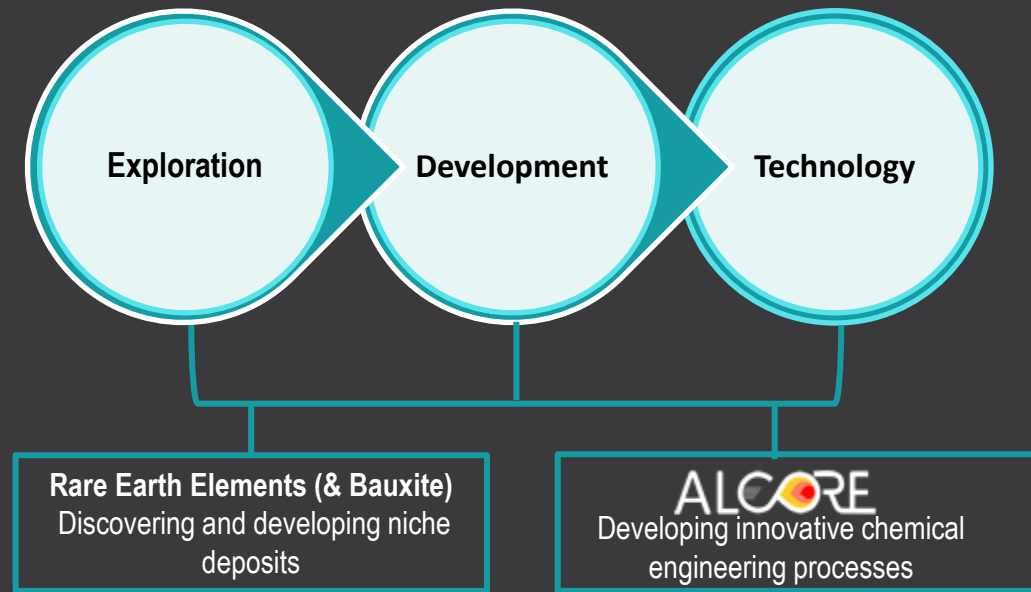 Exploration
Development
Technology
Rare Earth Elements (& Bauxite)
Discovering and developing niche
deposits
ALCORE
Developing innovative chemical
engineering processes